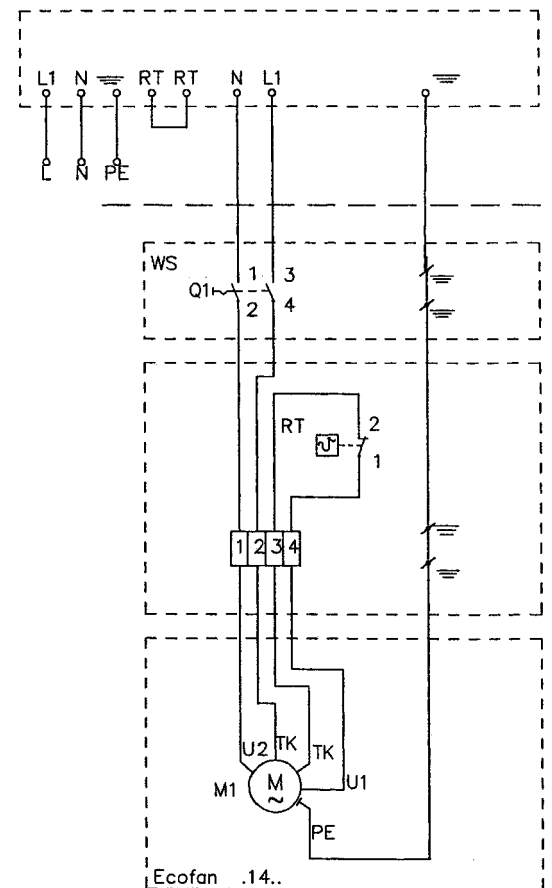 L1 N RT RT N L1
L N PE
WS
Q1
1 3
2 4
RT
2
1
1 2 3 4
U2 TK TK
M1 M U1
~
PE
Ecofan .14..